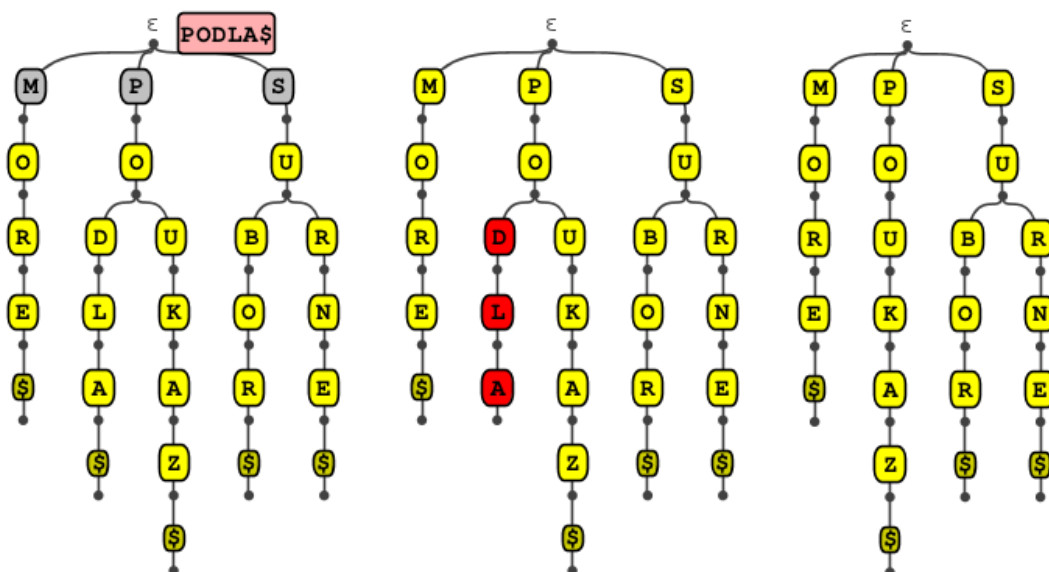 ε PODLA$ ε ε
M P S M P S M P S
O O U O O U O O U
R D U B R R D U B R R U B R
E L K O N E L K O N E K O N
$ A A R E $ A A R E $ A R E
$ Z $ $ Z $ $ Z $ $
$ $ $